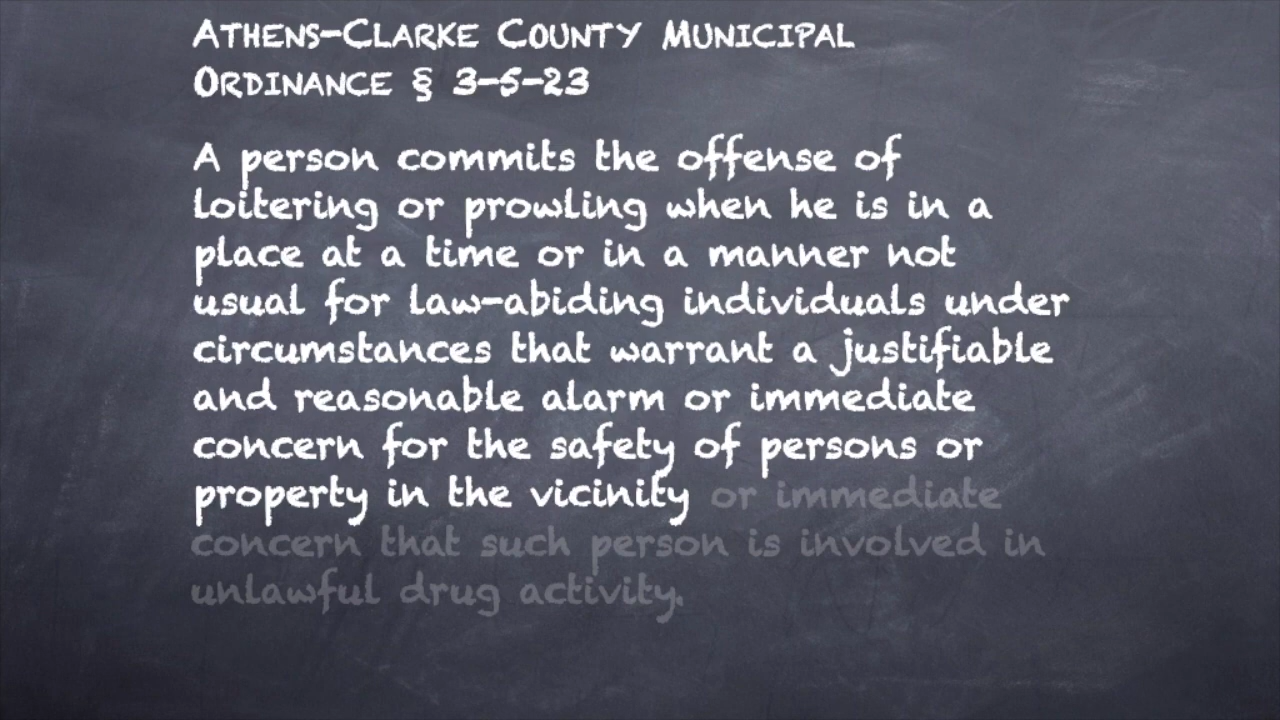 ATHENS-CLARKE COUNTY MUNICIPAL
ORDINANCE § 3-5-23
A person commits the offense of
loitering or prowling when he is in a
place at a time or in a manner not
usual for law-abiding individuals under
circumstances that warrant a justifiable
and reasonable alarm or immediate
concern for the safety of persons or
property in the vicinity or immediate
concern that such person is involved in
unlawful drug activity.